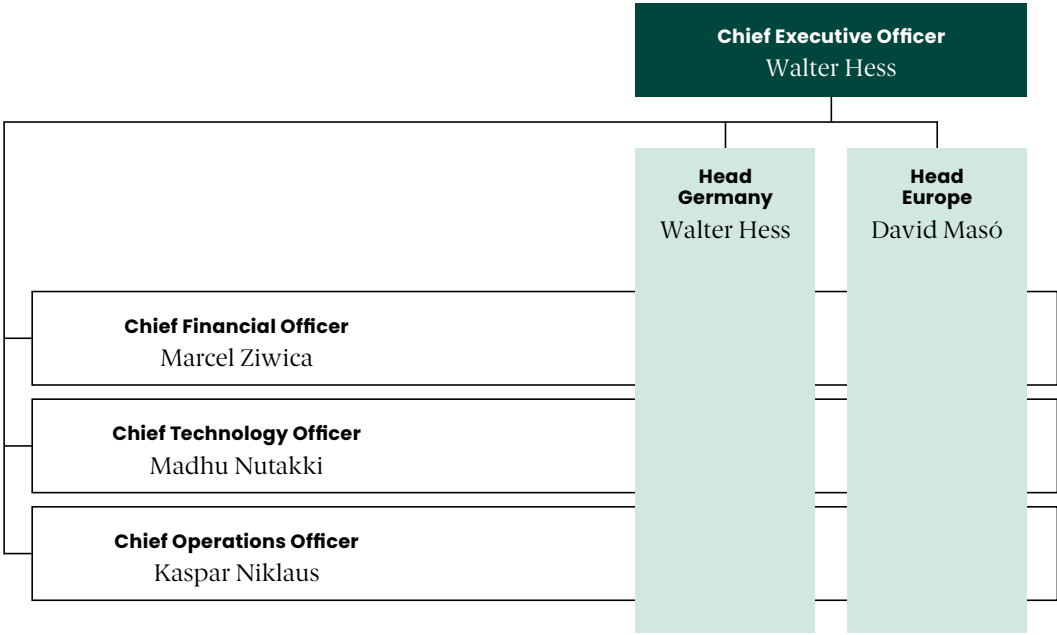 Chief Executive Officer
Walter Hess
Head
Germany
Walter Hess
Head
Europe
David Masó
Chief Financial Officer
Marcel Ziwica
Chief Technology Officer
Madhu Nutakki
Chief Operations Officer
Kaspar Niklaus